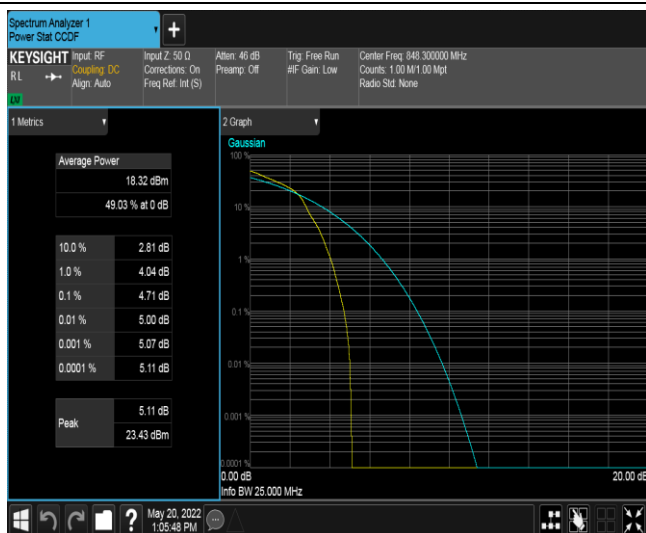 Spectrum Analyzer 1
Power Stat CCDF
+
KEYSIGHT
RL
Input: RF
Coupling: DC
Align: Auto
Input Z: 50 Ω
Corrections: On
Freq Ref: Int (S)
Atten: 46 dB
Preamp: Off
Trig: Free Run
#IF Gain: Low
Center Freq: 848.300000 MHz
Counts: 1.00 M/1.00 Mpt
Radio Std: None
1 Metrics
Average Power
18.32 dBm
49.03 % at 0 dB
10.0 % 2.81 dB
1.0 % 4.04 dB
0.1 % 4.71 dB
0.01 % 5.00 dB
0.001 % 5.07 dB
0.0001 % 5.11 dB
Peak
5.11 dB
23.43 dBm
2 Graph
Gaussian
100 %
10 %
1 %
0.1 %
0.01 %
0.001 %
0.0001 %
0.00 dB 20.00 dB
Info BW 25.000 MHz
?
May 20, 2022
1:05:48 PM